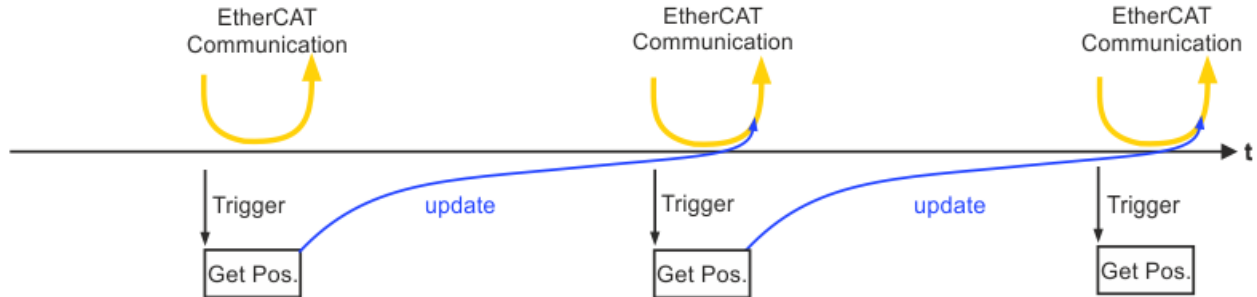 EtherCAT
Communication
EtherCAT
Communication
EtherCAT
Communication
t
Trigger
update
Trigger
update
Trigger
Get Pos.
Get Pos.
Get Pos.